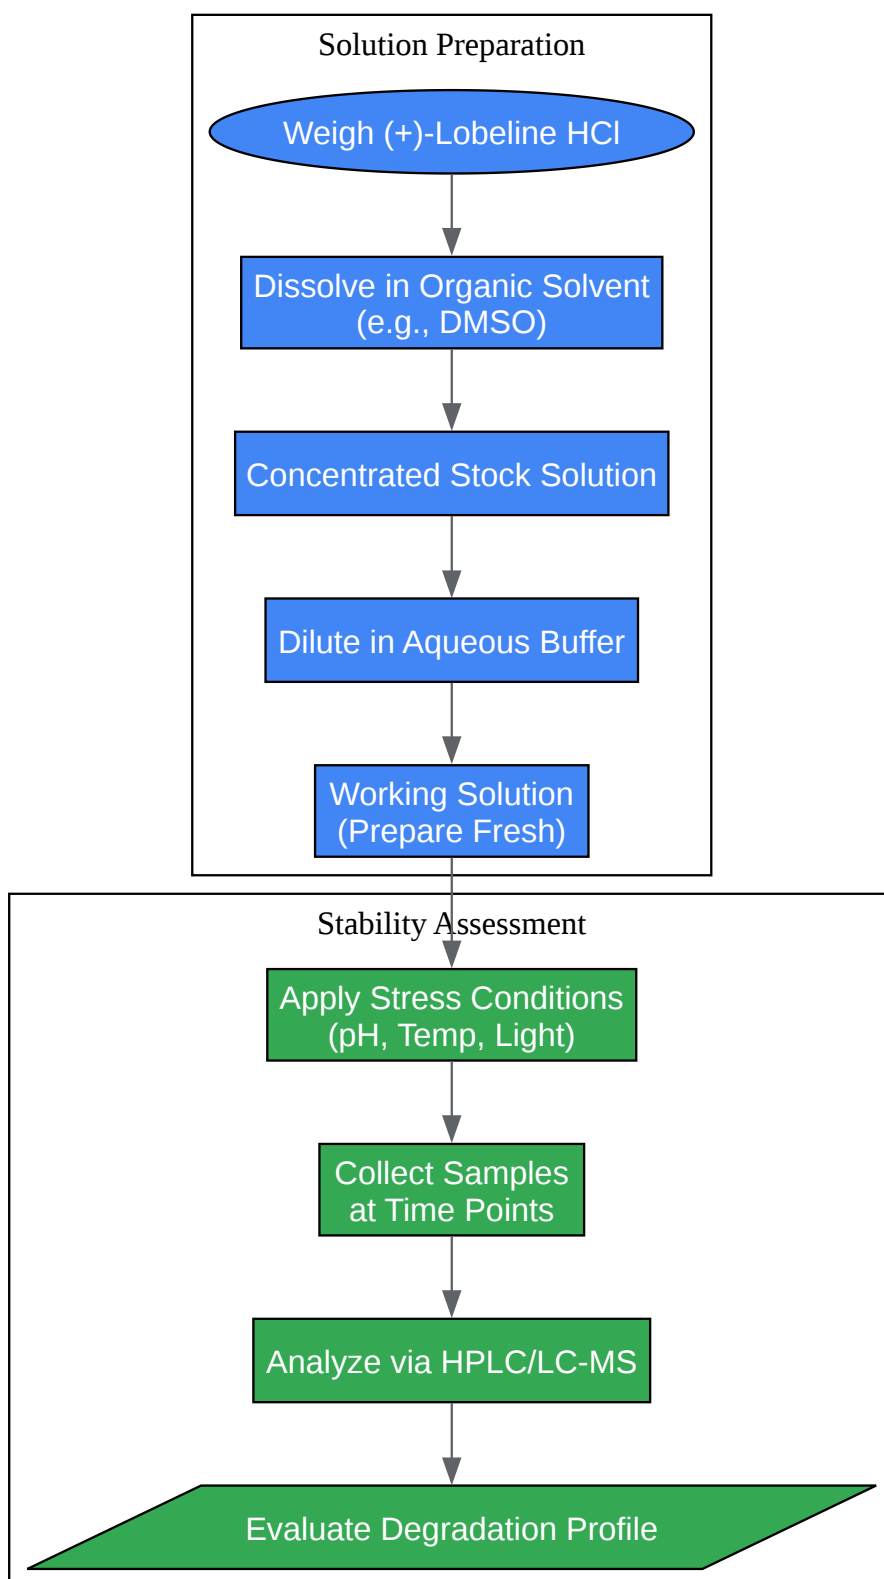 Solution Preparation
Weigh (+)-Lobeline HCl
Dissolve in Organic Solvent
(e.g., DMSO)
Concentrated Stock Solution
Dilute in Aqueous Buffer
Working Solution
(Prepare Fresh)
Stability Assessment
Apply Stress Conditions
(pH, Temp, Light)
Collect Samples
at Time Points
Analyze via HPLC/LC-MS
Evaluate Degradation Profile